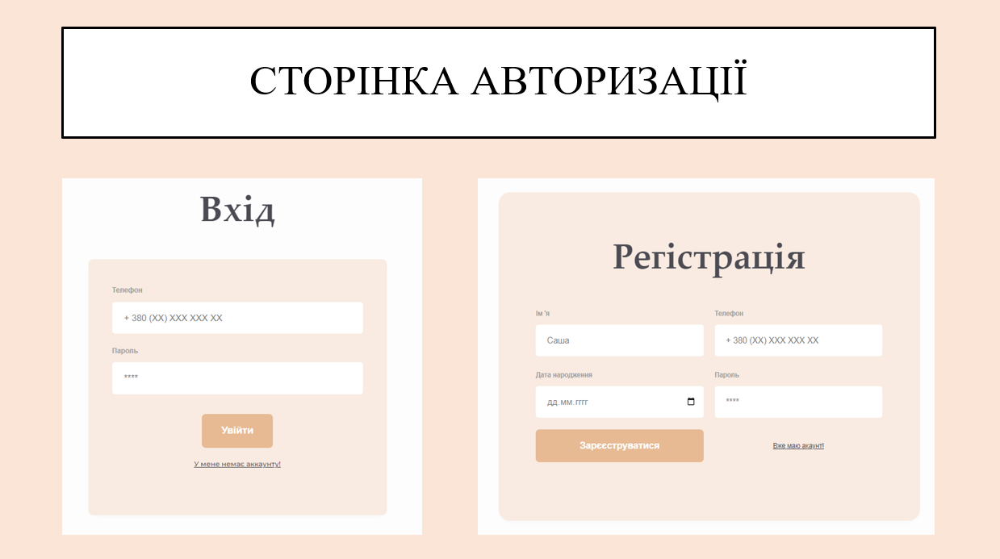 СТОРІНКА АВТОРИЗАЦІЇ
Вхід
Телефон
+ 380 (XX) XXX XXX XX
Пароль
****
Увійти
У мене немає аккаунту!
Регістрація
Ім 'я
Телефон
Саша
+ 380 (XX) XXX XXX XX
Дата народження
Пароль
дд.мм.гггг
****
Зареєструватися
Вже маю акаунт!